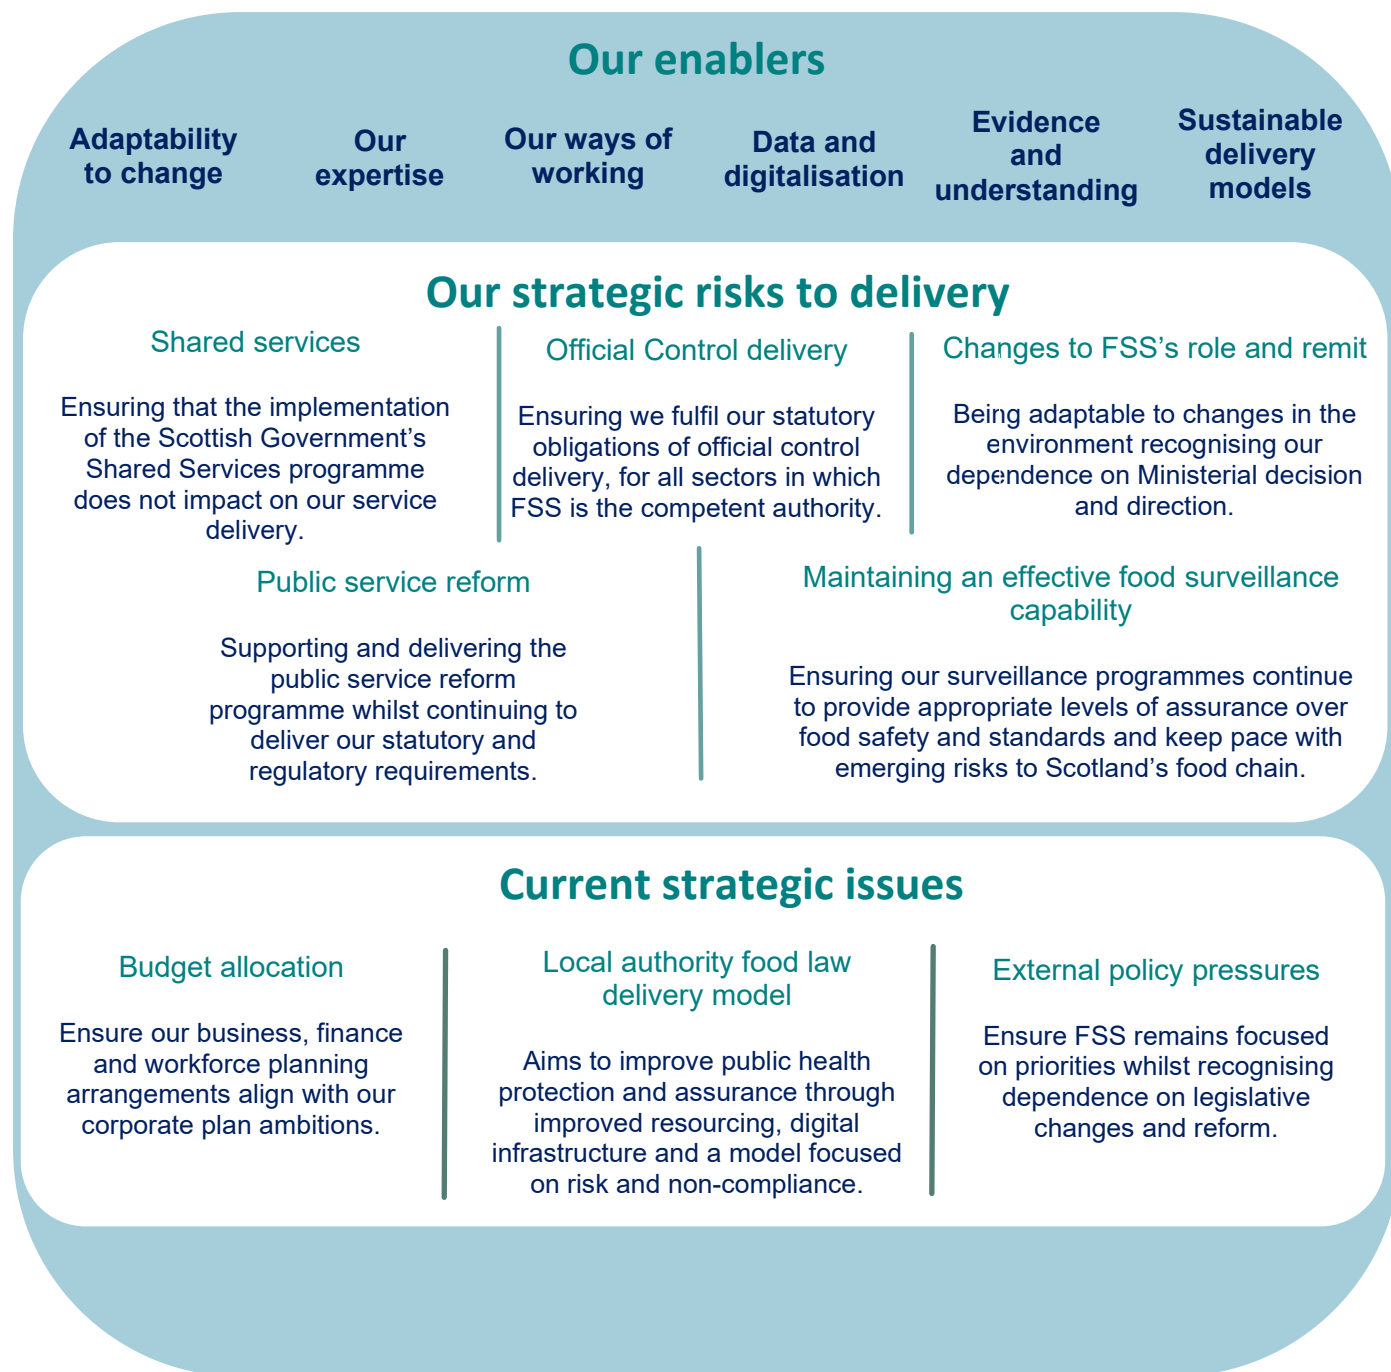 Our enablers
Adaptability
to change
Our
expertise
Our ways of
working
Data and
digitalisation
Evidence
and
understanding
Sustainable
delivery
models
Our strategic risks to delivery
Shared services
Ensuring that the implementation
of the Scottish Government’s
Shared Services programme
does not impact on our service
delivery.
Official Control delivery
Ensuring we fulfil our statutory
obligations of official control
delivery, for all sectors in which
FSS is the competent authority.
Changes to FSS’s role and remit
Being adaptable to changes in the
environment recognising our
dependence on Ministerial decision
and direction.
Public service reform
Supporting and delivering the
public service reform
programme whilst continuing to
deliver our statutory and
regulatory requirements.
Maintaining an effective food surveillance
capability
Ensuring our surveillance programmes continue
to provide appropriate levels of assurance over
food safety and standards and keep pace with
emerging risks to Scotland’s food chain.
Current strategic issues
Budget allocation
Ensure our business, finance
and workforce planning
arrangements align with our
corporate plan ambitions.
Local authority food law
delivery model
Aims to improve public health
protection and assurance through
improved resourcing, digital
infrastructure and a model focused
on risk and non-compliance.
External policy pressures
Ensure FSS remains focused
on priorities whilst recognising
dependence on legislative
changes and reform.